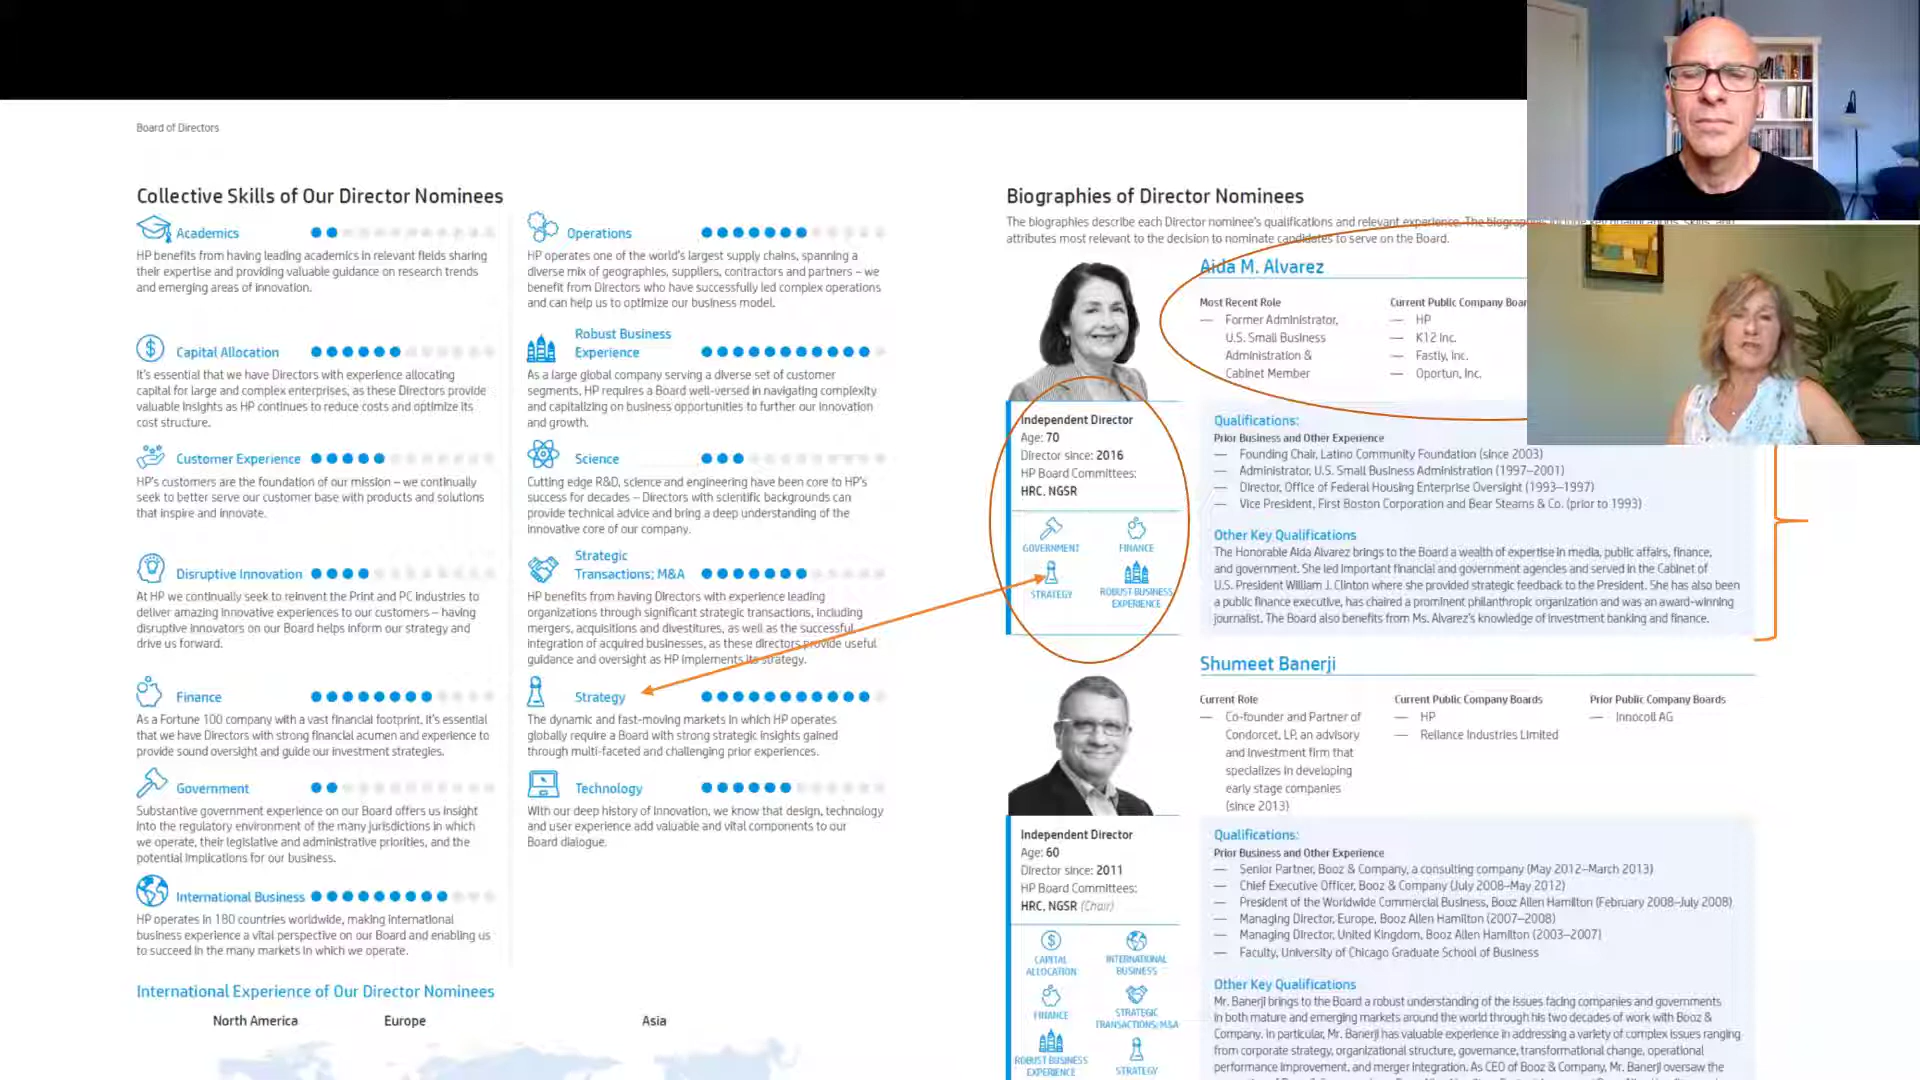 Board of Directors
Collective Skills of Our Director Nominees
Academics
HP benefits from having leading academics in relevant fields sharing
their expertise and providing valuable guidance on research trends
and emerging areas of innovation.
Capital Allocation
It's essential that we have Directors with experience allocating
capital for large and complex enterprises, as these Directors provide
valuable insights as HP continues to reduce costs and optimize its
cost structure.
Customer Experience
HP's customers are the foundation of our mission – we continually
seek to better serve our customer base with products and solutions
that inspire and innovate.
Disruptive Innovation
At HP we continually seek to reinvent the Print and PC industries to
deliver amazing innovative experiences to our customers – having
disruptive innovators on our Board helps inform our strategy and
drive us forward.
Finance
As a Fortune 100 company with a vast financial footprint, it's essential
that we have Directors with strong financial acumen and experience to
provide sound oversight and guide our investment strategies.
Government
Substantive government experience on our Board offers us insight
into the regulatory environment of the many jurisdictions in which
we operate, their legislative and administrative priorities, and the
potential implications for our business.
International Business
HP operates in 180 countries worldwide, making international
business experience a vital perspective on our Board and enabling us
to succeed in the many markets in which we operate.
Operations
HP operates one of the world's largest supply chains, spanning a
diverse mix of geographies, suppliers, contractors and partners – we
benefit from Directors who have successfully led complex operations
and can help us to optimize our business model.
Robust Business
Experience
As a large global company serving a diverse set of customer
segments, HP requires a Board well-versed in navigating complexity
and capitalizing on business opportunities to further our innovation
and growth.
Science
Cutting edge R&D, science and engineering have been core to HP's
success for decades – Directors with scientific backgrounds can
provide technical advice and bring a deep understanding of the
innovative core of our company.
Strategic
Transactions; M&A
HP benefits from having Directors with experience leading
organizations through significant strategic transactions, including
mergers, acquisitions and divestitures, as well as the successful
integration of acquired businesses, as these directors provide useful
guidance and oversight as HP implements its strategy.
Strategy
The dynamic and fast-moving markets in which HP operates
globally require a Board with strong strategic insights gained
through multi-faceted and challenging prior experiences.
Technology
With our deep history of innovation, we know that design, technology
and user experience add valuable and vital components to our
Board dialogue.
International Experience of Our Director Nominees
North America Europe Asia
Biographies of Director Nominees
The biographies describe each Director nominee's qualifications and relevant experience. The biographies include key qualifications, skills, and
attributes most relevant to the decision to nominate candidates to serve on the Board.
Aida M. Alvarez
Most Recent Role
— Former Administrator,
U.S. Small Business
Administration &
Cabinet Member
Current Public Company
— HP
— K12 Inc.
— Fastly, Inc.
— Oportun, Inc.
Independent Director
Age: 70
Director since: 2016
HP Board Committees:
HRC, NGSR
GOVERNMENT
FINANCE
STRATEGY
ROBUST BUSINESS
EXPERIENCE
Qualifications:
Prior Business and Other Experience
— Founding Chair, Latino Community Foundation (since 2003)
— Administrator, U.S. Small Business Administration (1997–2001)
— Director, Office of Federal Housing Enterprise Oversight (1993–1997)
— Vice President, First Boston Corporation and Bear Stearns & Co. (prior to 1993)
Other Key Qualifications
The Honorable Aida Alvarez brings to the Board a wealth of expertise in media, public affairs, finance,
and government. She led important financial and government agencies and served in the Cabinet of
U.S. President William J. Clinton where she provided strategic feedback to the President. She has also been
a public finance executive, has chaired a prominent philanthropic organization and was an award-winning
journalist. The Board also benefits from Ms. Alvarez's knowledge of investment banking and finance.
Shumeet Banerji
Current Role
— Co-founder and Partner of
Condorcet, LP, an advisory
and investment firm that
specializes in developing
early stage companies
(since 2013)
Current Public Company Boards
— HP
— Reliance Industries Limited
Prior Public Company Boards
— Innocoll AG
Independent Director
Age: 60
Director since: 2011
HP Board Committees:
HRC, NGSR (Chair)
CAPITAL
ALLOCATION
INTERNATIONAL
BUSINESS
FINANCE
STRATEGIC
TRANSACTIONS; M&A
ROBUST BUSINESS
EXPERIENCE
STRATEGY
Qualifications:
Prior Business and Other Experience
— Senior Partner, Booz & Company, a consulting company (May 2012–March 2013)
— Chief Executive Officer, Booz & Company (July 2008–May 2012)
— President of the Worldwide Commercial Business, Booz Allen Hamilton (February 2008–July 2008)
— Managing Director, Europe, Booz Allen Hamilton (2007–2008)
— Managing Director, United Kingdom, Booz Allen Hamilton (2003–2007)
— Faculty, University of Chicago Graduate School of Business
Other Key Qualifications
Mr. Banerji brings to the Board a robust understanding of the issues facing companies and governments
in both mature and emerging markets around the world through his two decades of work with Booz &
Company. In particular, Mr. Banerji has valuable experience in addressing a variety of complex issues ranging
from corporate strategy, organizational structure, governance, transformational change, operational
performance improvement, and merger integration. As CEO of Booz & Company, Mr. Banerji oversaw the